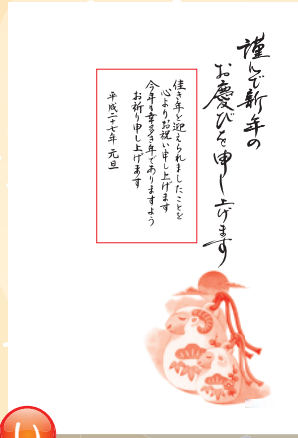 謹んで新年の
お慶びを申し上げます
佳き年を迎えられましたことを
心よりお祝い申し上げます
今年も幸多き年でありますよう
お祈り申し上げます
平成二十七年 元旦
い